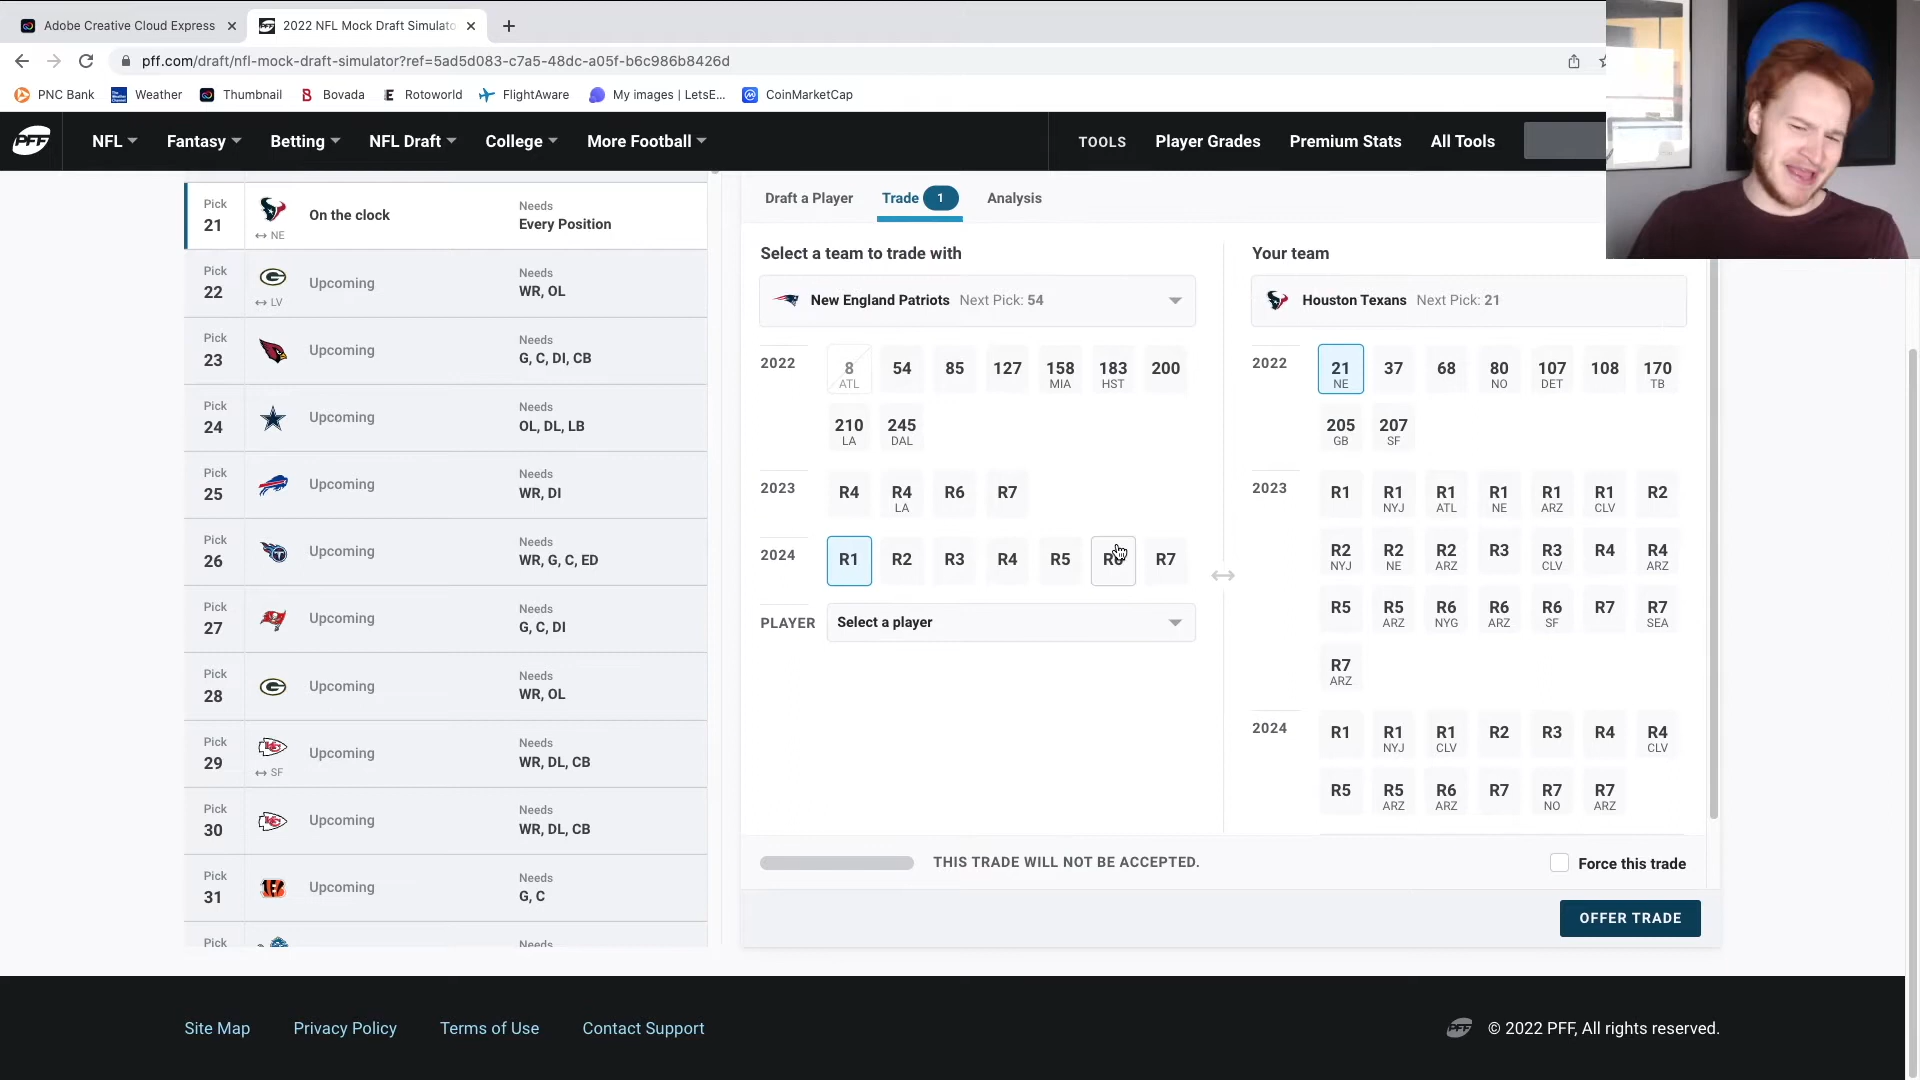 Adobe Creative Cloud Express
2022 NFL Mock Draft Simulato
pff.com/draft/nfl-mock-draft-simulator?ref=5ad5d083-c7a5-48dc-a05f-b6c986b8426d
PNC Bank Weather Thumbnail Bovada Rotoworld FlightAware My images | LetsE... CoinMarketCap
PFF NFL Fantasy Betting NFL Draft College More Football TOOLS Player Grades Premium Stats All Tools
Draft a Player Trade 1 Analysis
Pick 21 NE On the clock Needs Every Position
Pick 22 LV Upcoming Needs WR, OL
Pick 23 Upcoming Needs G, C, DI, CB
Pick 24 Upcoming Needs OL, DL, LB
Pick 25 Upcoming Needs WR, DI
Pick 26 Upcoming Needs WR, G, C, ED
Pick 27 Upcoming Needs G, C, DI
Pick 28 Upcoming Needs WR, OL
Pick 29 SF Upcoming Needs WR, DL, CB
Pick 30 Upcoming Needs WR, DL, CB
Pick 31 Upcoming Needs G, C
Pick Needs
Select a team to trade with
New England Patriots Next Pick: 54
2022 8 54 85 127 158 183 200
ATL MIA HST
210 245
LA DAL
2023 R4 R4 R6 R7
LA
2024 R1 R2 R3 R4 R5 R6 R7
PLAYER Select a player
Your team
Houston Texans Next Pick: 21
2022 21 37 68 80 107 108 170
NE NO DET TB
205 207
GB SF
2023 R1 R1 R1 R1 R1 R1 R2
NYJ ATL NE ARZ CLV
R2 R2 R2 R3 R3 R4 R4
NYJ NE ARZ CLV ARZ
R5 R5 R6 R6 R6 R7 R7
ARZ NYG ARZ SF SEA
R7
ARZ
2024 R1 R1 R1 R2 R3 R4 R4
NYJ CLV CLV
R5 R5 R6 R7 R7 R7
ARZ ARZ NO ARZ
THIS TRADE WILL NOT BE ACCEPTED.
Force this trade
OFFER TRADE
Site Map Privacy Policy Terms of Use Contact Support
© 2022 PFF, All rights reserved.